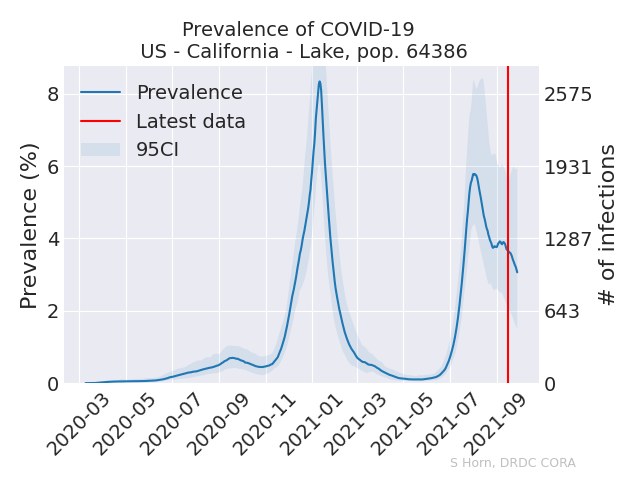 Prevalence of COVID-19
US - California - Lake, pop. 64386
Prevalence
Latest data
95CI
Prevalence (%)
8
6
4
2
0
# of infections
2575
1931
1287
643
0
2020-03
2020-05
2020-07
2020-09
2020-11
2021-01
2021-03
2021-05
2021-07
2021-09
S Horn, DRDC CORA